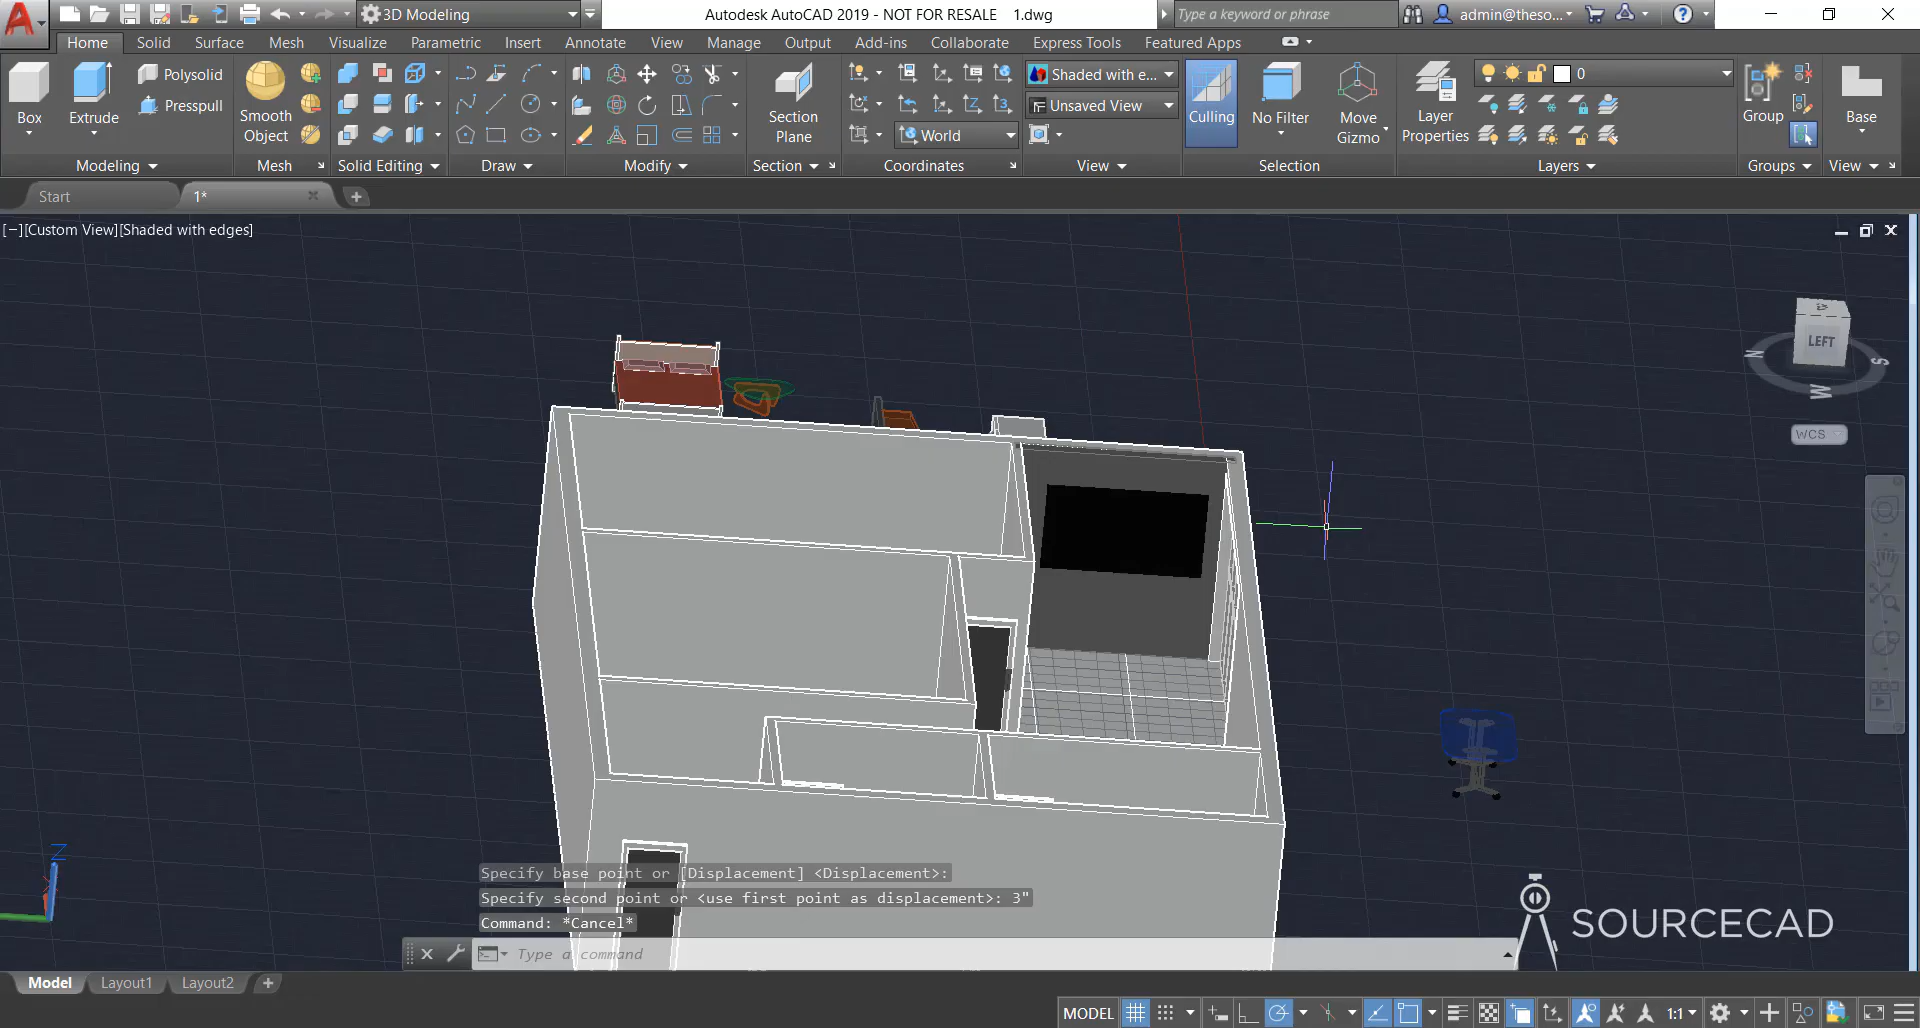 3D Modeling
Autodesk AutoCAD 2019 - NOT FOR RESALE 1.dwg
Type a keyword or phrase
admin@theso...
Home Solid Surface Mesh Visualize Parametric Insert Annotate View Manage Output Add-ins Collaborate Express Tools Featured Apps
Box
Extrude
Polysolid
Presspull
Modeling
Smooth
Object
Mesh
Solid Editing
Draw
Modify
Section
Plane
Section
World
Coordinates
Shaded with e...
Unsaved View
View
Culling
No Filter
Move
Gizmo
Selection
Layer
Properties
0
Layers
Group
Groups
Base
View
Start
1*
[−][Custom View][Shaded with edges]
LEFT
N
S
W
WCS
Z
Specify base point or [Displacement] <Displacement>:
Specify second point or <use first point as displacement>: 3"
Command: *Cancel*
Type a command
SOURCECAD
Model Layout1 Layout2
MODEL
1:1